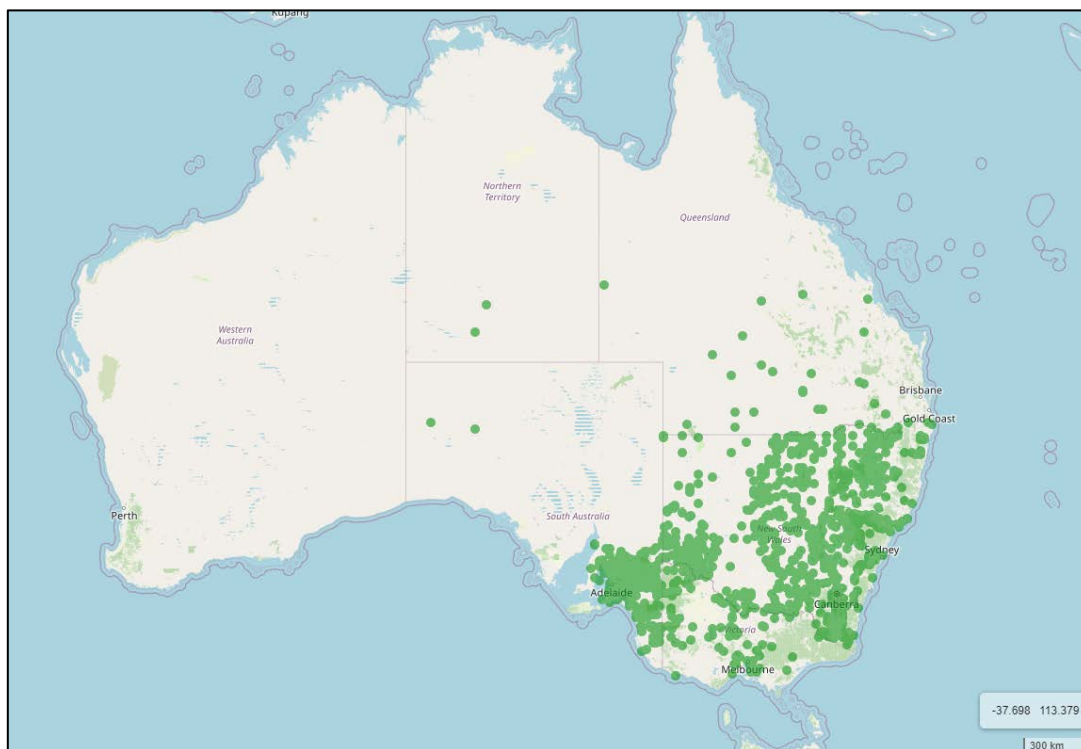 Kupang
Northern
Territory
Queensland
Western
Australia
Brisbane
Gold Coast
Perth
South Australia
New South
Wales
Sydney
Adelaide
Canberra
Victoria
Melbourne
-37.698 113.379
300 km